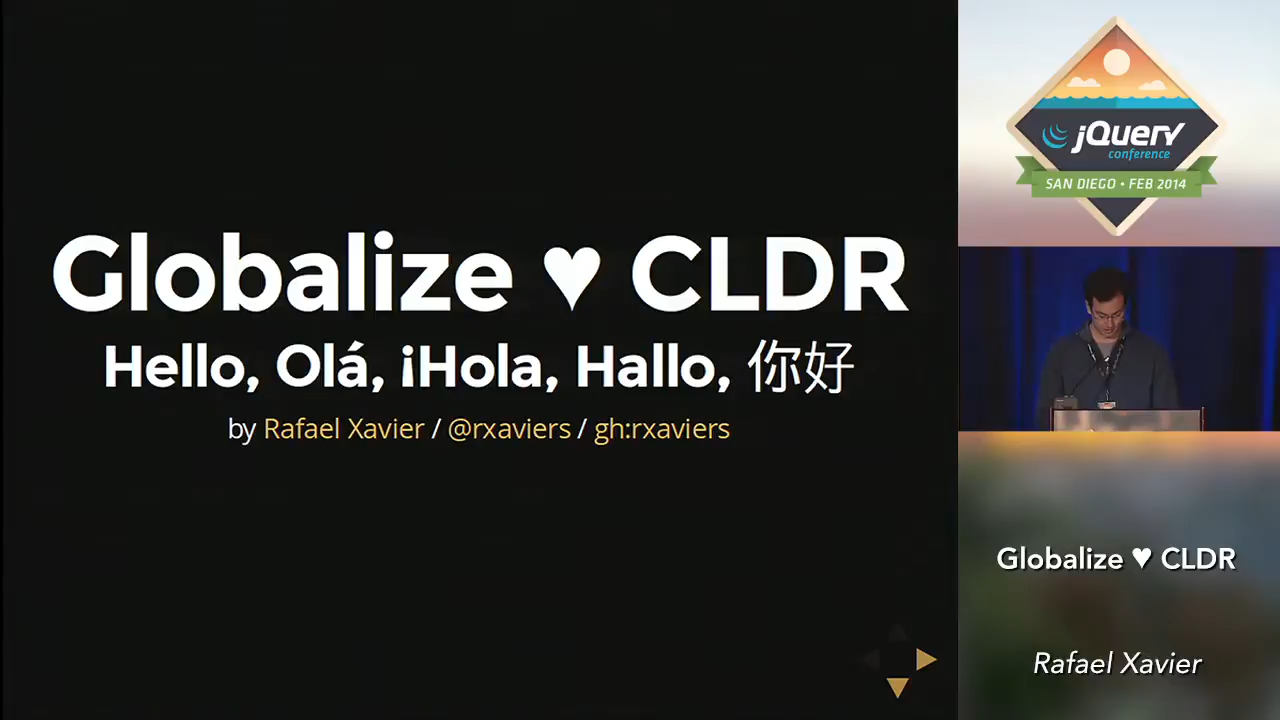 Globalize ♥ CLDR
Hello, Olá, ¡Hola, Hallo, 你好
by Rafael Xavier / @rxaviers / gh:rxaviers
jQuery
conference
SAN DIEGO • FEB 2014
Globalize ♥ CLDR
Rafael Xavier